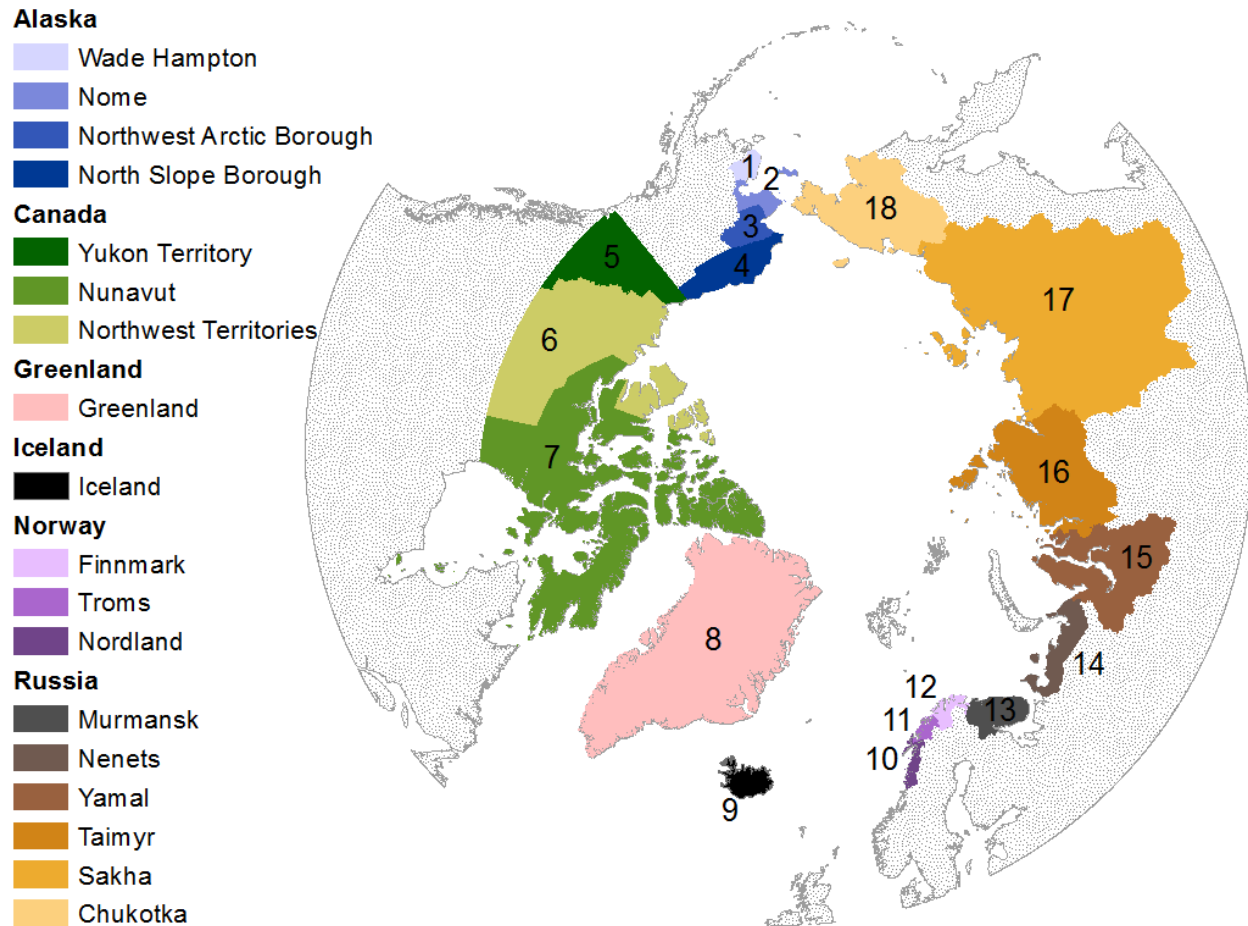 Alaska
Wade Hampton
Nome
Northwest Arctic Borough
North Slope Borough
Canada
Yukon Territory
Nunavut
Northwest Territories
Greenland
Greenland
Iceland
Iceland
Norway
Finnmark
Troms
Nordland
Russia
Murmansk
Nenets
Yamal
Taimyr
Sakha
Chukotka
1
2
3
4
5
6
7
8
9
10
11
12
13
14
15
16
17
18